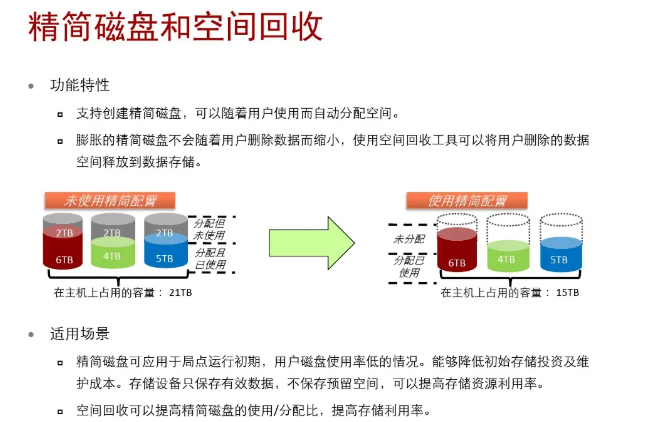 精简磁盘和空间回收
功能特性
支持创建精简磁盘，可以随着用户使用而自动分配空间。
膨胀的精简磁盘不会随着用户删除数据而缩小，使用空间回收工具可以将用户删除的数据
空间释放到数据存储。
未使用精简配置
2TB 2TB 2TB
6TB 4TB 5TB
分配但
未使用
分配且
已使用
在主机上占用的容量： 21TB
使用精简配置
未分配
分配已
使用
6TB 4TB 5TB
在主机上占用的容量： 15TB
适用场景
精简磁盘可应用于局点运行初期，用户磁盘使用率低的情况。能够降低初始存储投资及维
护成本。存储设备只保存有效数据，不保存预留空间，可以提高存储资源利用率。
空间回收可以提高精简磁盘的使用/分配比，提高存储利用率。